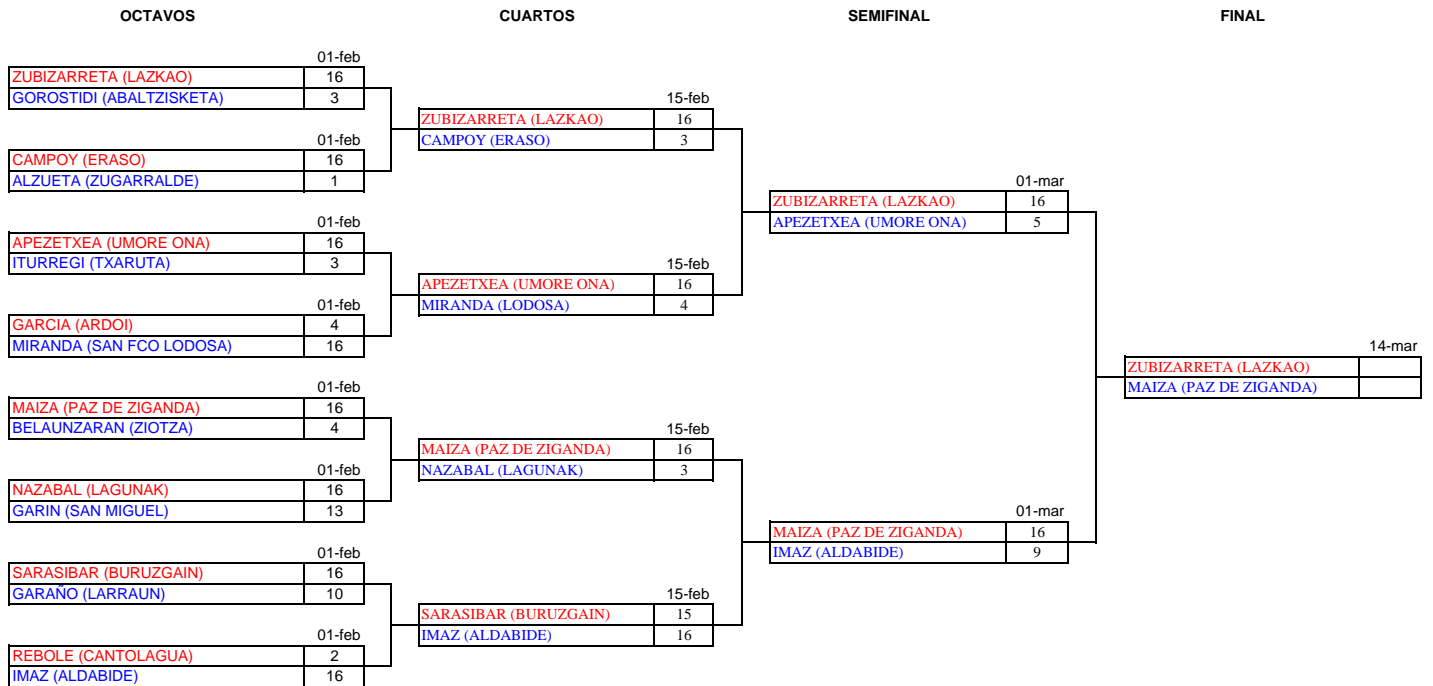 OCTAVOS CUARTOS SEMIFINAL FINAL
01-feb
ZUBIZARRETA (LAZKAO) 16
GOROSTIDI (ABALTZISKETA) 3
01-feb
CAMPOY (ERASO) 16
ALZUETA (ZUGARRALDE) 1
01-feb
APEZETXEA (UMORE ONA) 16
ITURREGI (TXARUTA) 3
01-feb
GARCIA (ARDOI) 4
MIRANDA (SAN FCO LODOSA) 16
01-feb
MAIZA (PAZ DE ZIGANDA) 16
BELAUNZARAN (ZIOTZA) 4
01-feb
NAZABAL (LAGUNAK) 16
GARIN (SAN MIGUEL) 13
01-feb
SARASIBAR (BURUZGAIN) 16
GARAÑO (LARRAUN) 10
01-feb
REBOLE (CANTOLAGUA) 2
IMAZ (ALDABIDE) 16
15-feb
ZUBIZARRETA (LAZKAO) 16
CAMPOY (ERASO) 3
15-feb
APEZETXEA (UMORE ONA) 16
MIRANDA (LODOSA) 4
15-feb
MAIZA (PAZ DE ZIGANDA) 16
NAZABAL (LAGUNAK) 3
15-feb
SARASIBAR (BURUZGAIN) 15
IMAZ (ALDABIDE) 16
01-mar
ZUBIZARRETA (LAZKAO) 16
APEZETXEA (UMORE ONA) 5
01-mar
MAIZA (PAZ DE ZIGANDA) 16
IMAZ (ALDABIDE) 9
14-mar
ZUBIZARRETA (LAZKAO)
MAIZA (PAZ DE ZIGANDA)